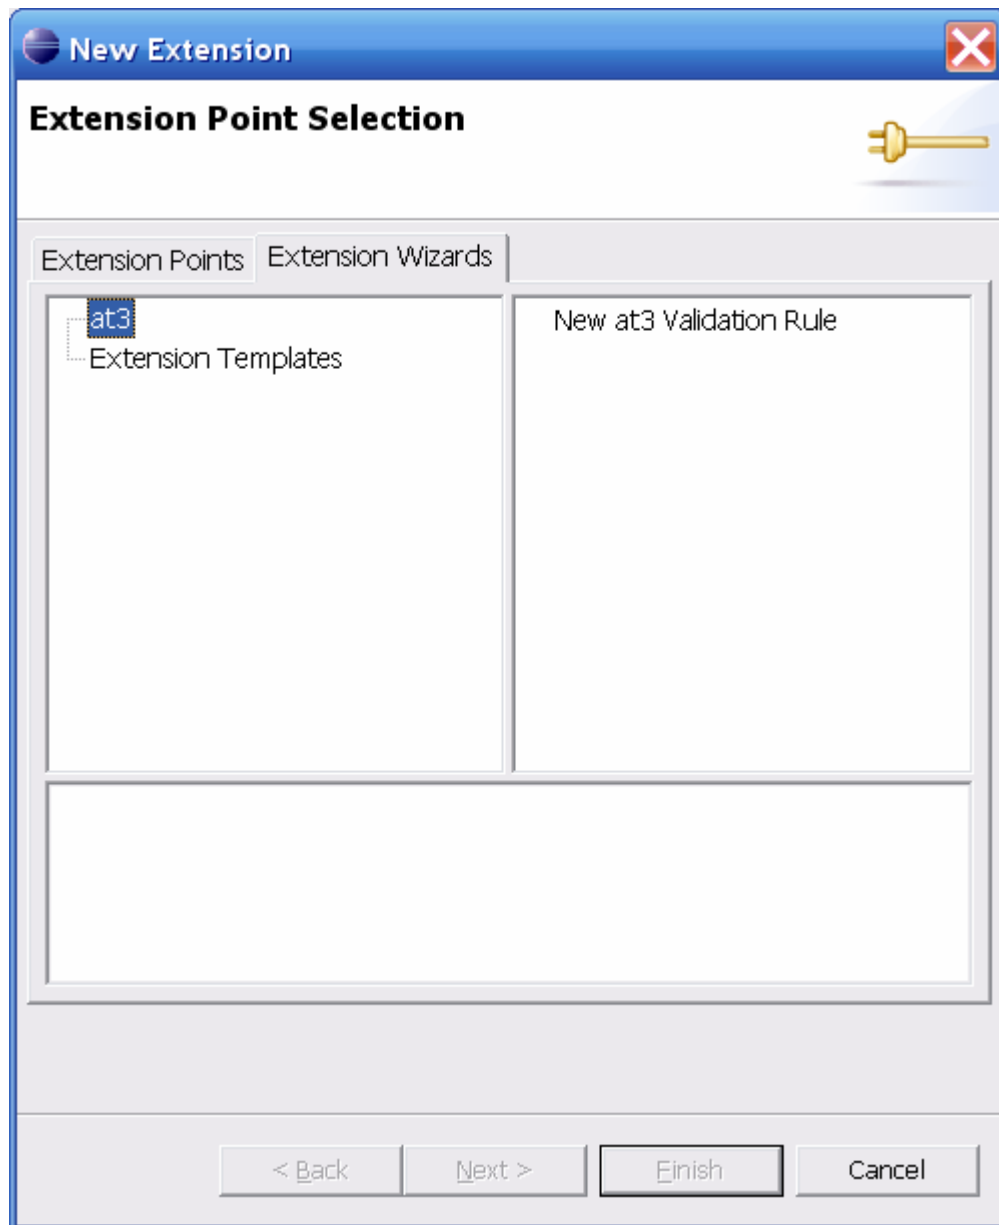 New Extension
Extension Point Selection
Extension Points Extension Wizards
at3
Extension Templates
New at3 Validation Rule
< Back Next > Finish Cancel